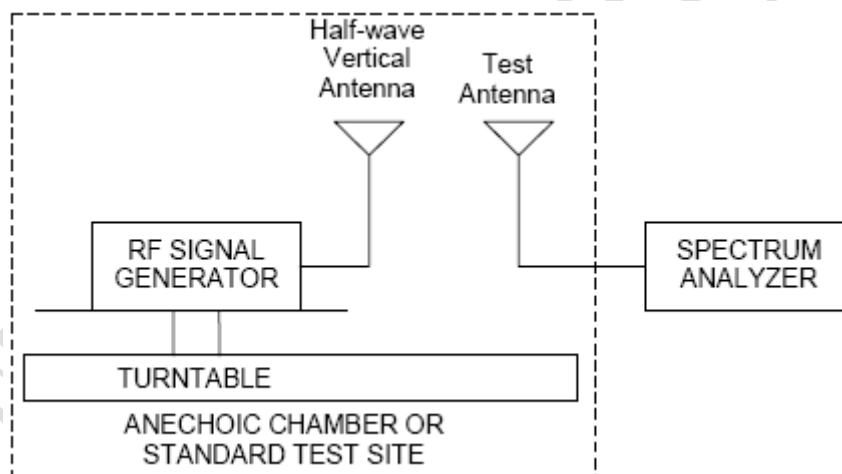 Half-wave
Vertical
Antenna
Test
Antenna
RF SIGNAL
GENERATOR
SPECTRUM
ANALYZER
TURNTABLE
ANECHOIC CHAMBER OR
STANDARD TEST SITE